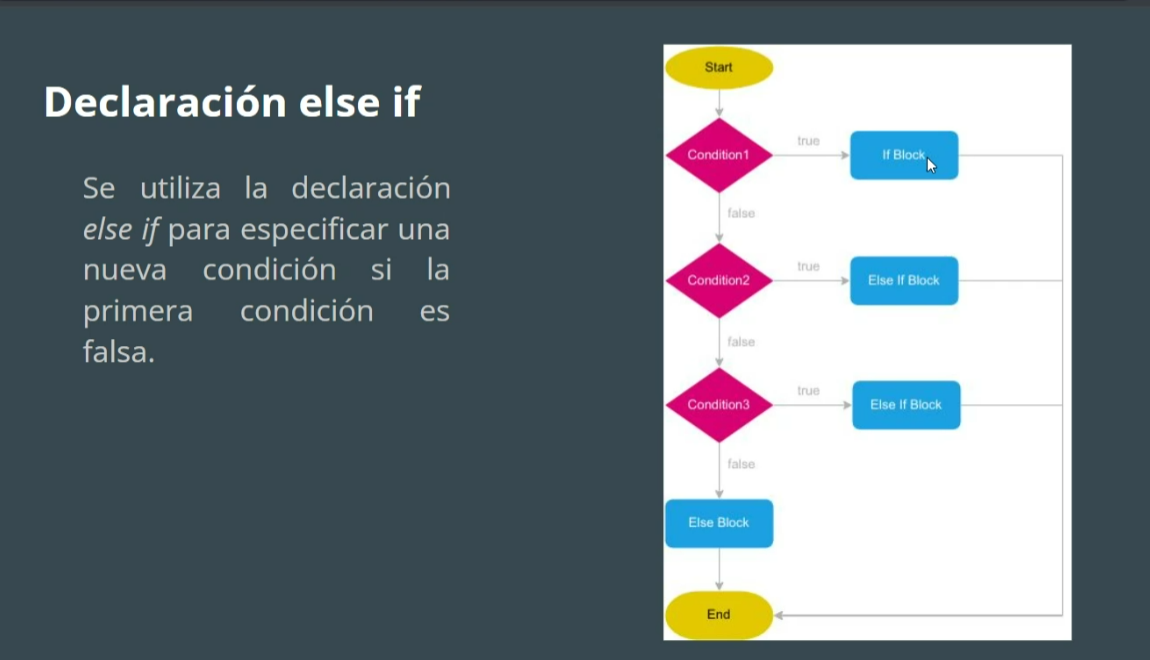 Declaración else if
Se utiliza la declaración
else if para especificar una
nueva condición si la
primera condición es
falsa.
Start
Condition1
true
If Block
false
Condition2
true
Else If Block
false
Condition3
true
Else If Block
false
Else Block
End